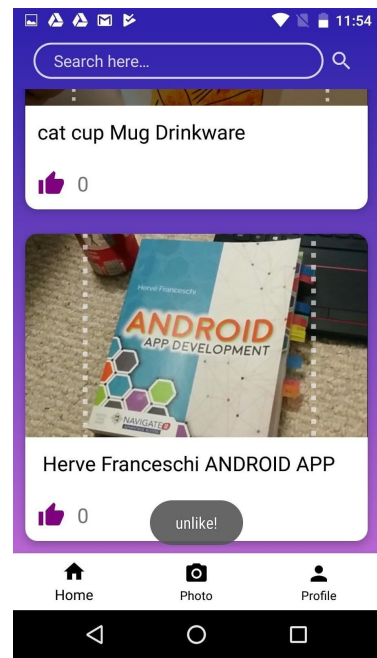 11:54
Search here...
cat cup Mug Drinkware
0
Herve Franceschi
ANDROID
APP DEVELOPMENT
NAVIGATE 2
Herve Franceschi ANDROID APP
0
unlike!
Home
Photo
Profile